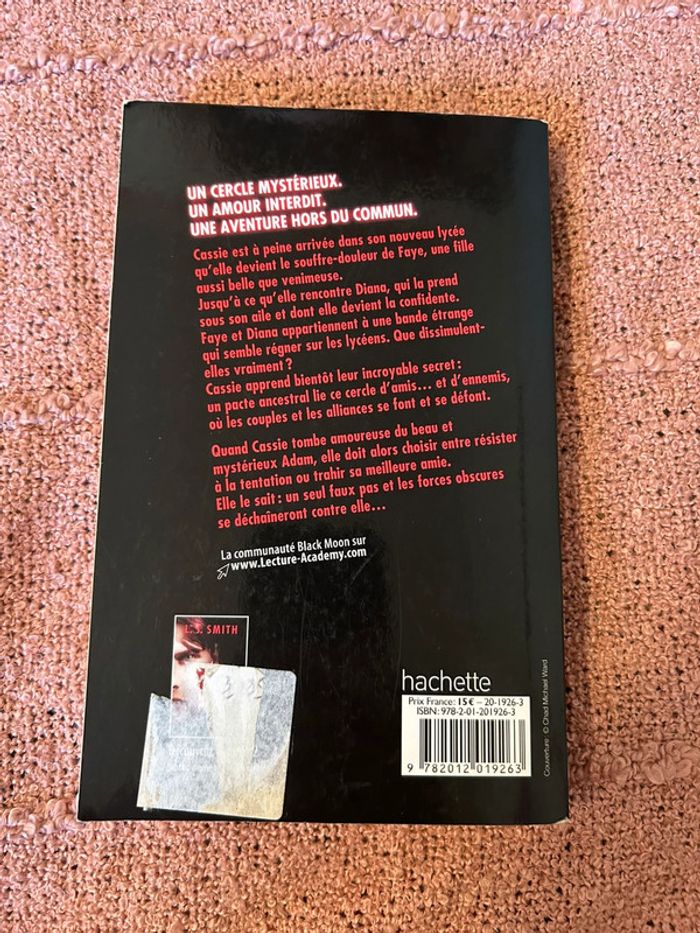 UN CERCLE MYSTÉRIEUX.
UN AMOUR INTERDIT.
UNE AVENTURE HORS DU COMMUN.
Cassie est à peine arrivée dans son nouveau lycée
qu'elle devient le souffre-douleur de Faye, une fille
aussi belle que venimeuse.
Jusqu'à ce qu'elle rencontre Diana, qui la prend
sous son aile et dont elle devient la confidente.
Faye et Diana appartiennent à une bande étrange
qui semble régner sur les lycéens. Que dissimulent-
elles vraiment ?
Cassie apprend bientôt leur incroyable secret :
un pacte ancestral lie ce cercle d'amis... et d'ennemis,
où les couples et les alliances se font et se défont.
Quand Cassie tombe amoureuse du beau et
mystérieux Adam, elle doit alors choisir entre résister
à la tentation ou trahir sa meilleure amie.
Elle le sait : un seul faux pas et les forces obscures
se déchaîneront contre elle...
La communauté Black Moon sur
www.Lecture-Academy.com
L. J. SMITH
hachette
Prix France: 15 € – 20-1926-3
ISBN: 978-2-01-201926-3
9 782012 019263
Couverture : © Chad Michael Ward